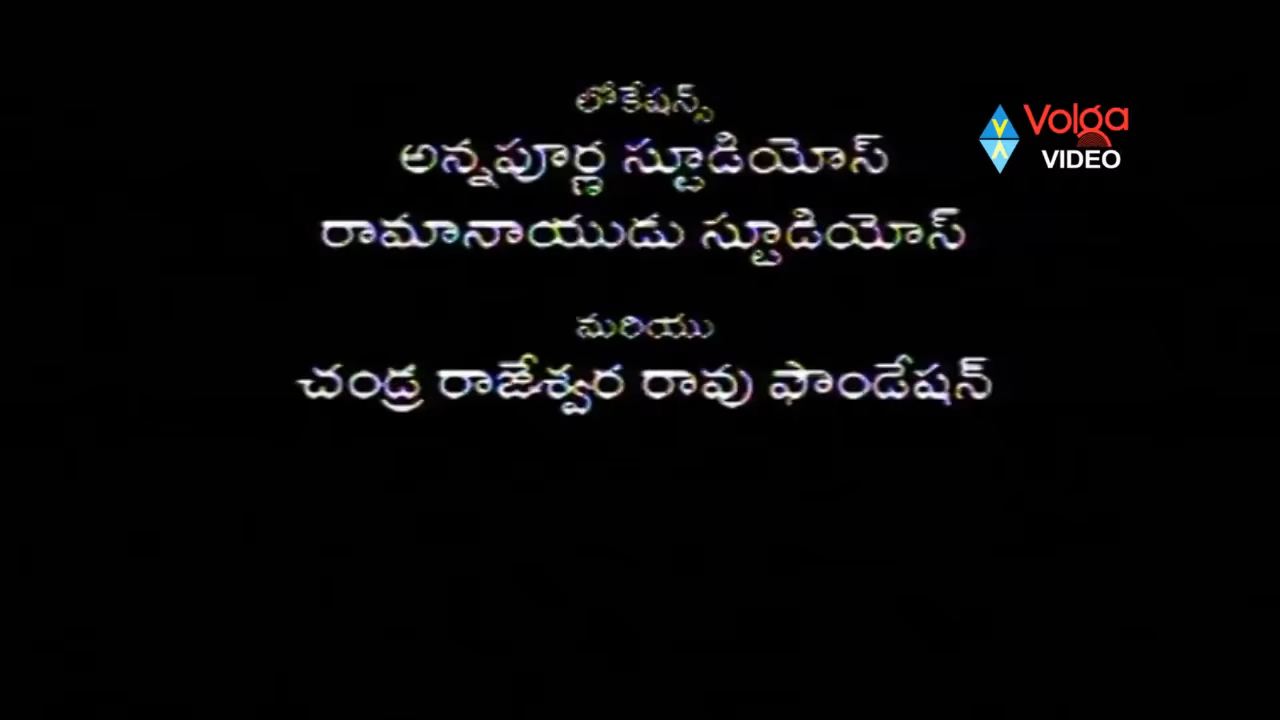 లోకేషన్స్
అన్నపూర్ణ స్టూడియోస్
రామానాయుడు స్టూడియోస్
మరియు
చండ్ర రాజేశ్వర రావు ఫౌండేషన్
Volga
VIDEO